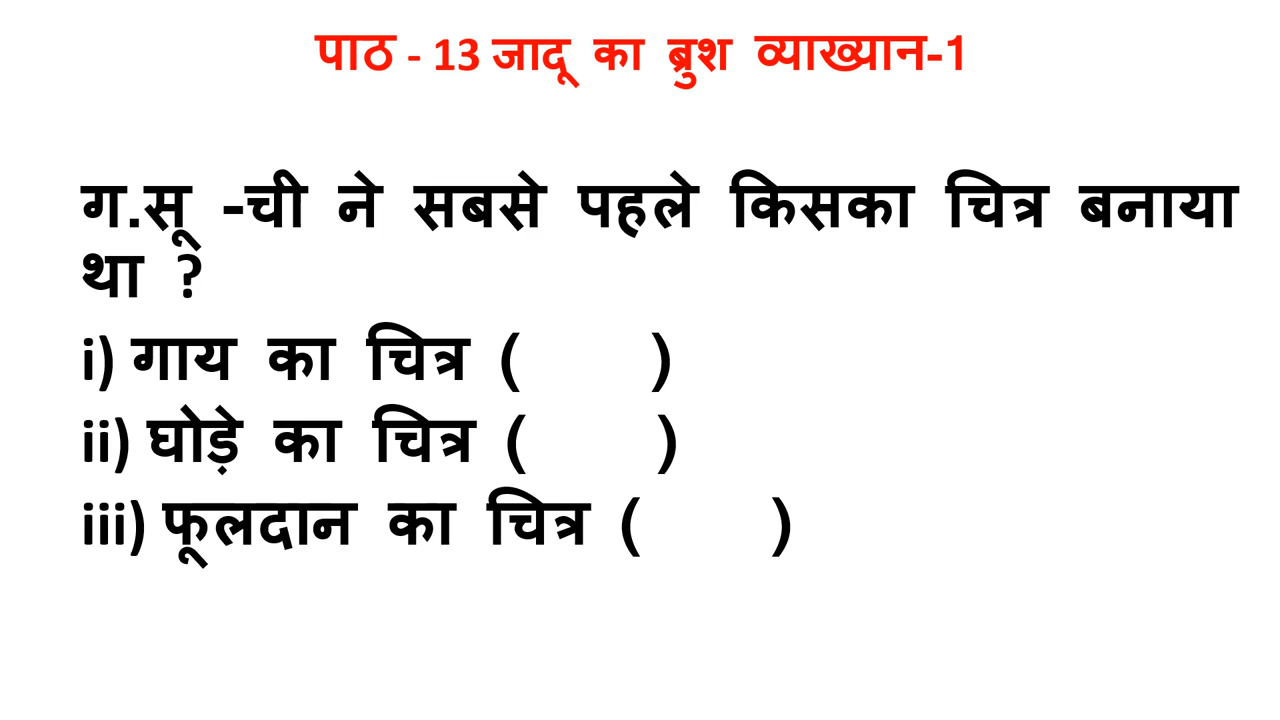 पाठ - 13 जादू का ब्रुश व्याख्यान-1
ग.सू -ची ने सबसे पहले किसका चित्र बनाया
था ?
i) गाय का चित्र ( )
ii) घोड़े का चित्र ( )
iii) फूलदान का चित्र ( )